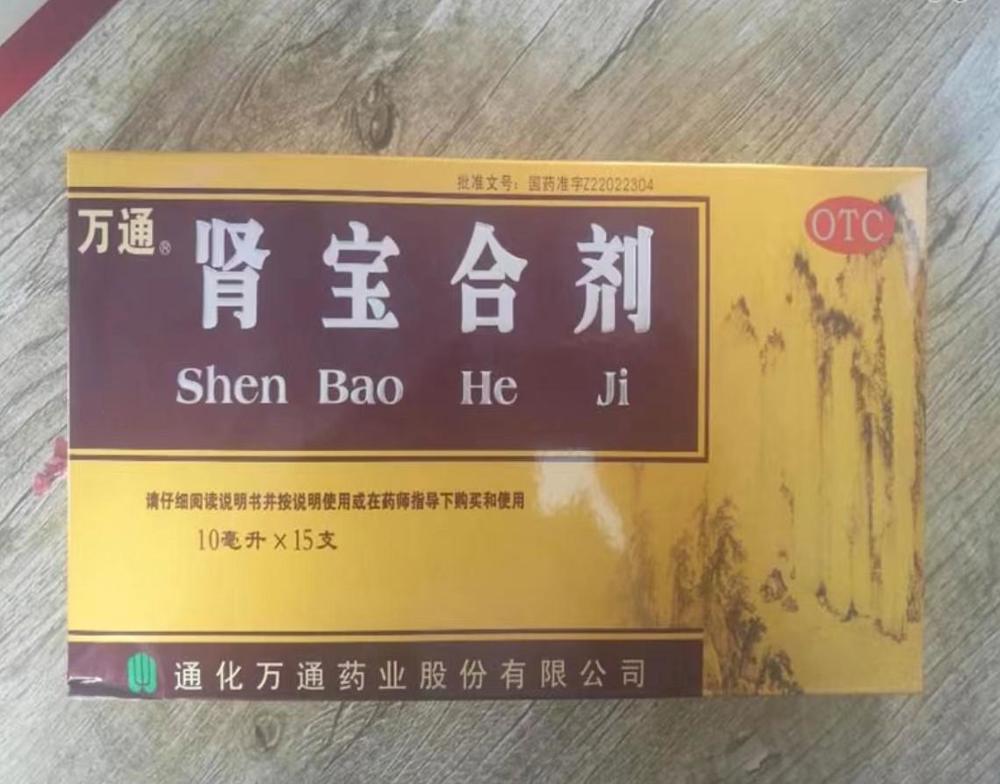 批准文号：国药准字Z22022304
OTC
万通®
肾宝合剂
Shen Bao He Ji
请仔细阅读说明书并按说明使用或在药师指导下购买和使用
10毫升×15支
通化万通药业股份有限公司